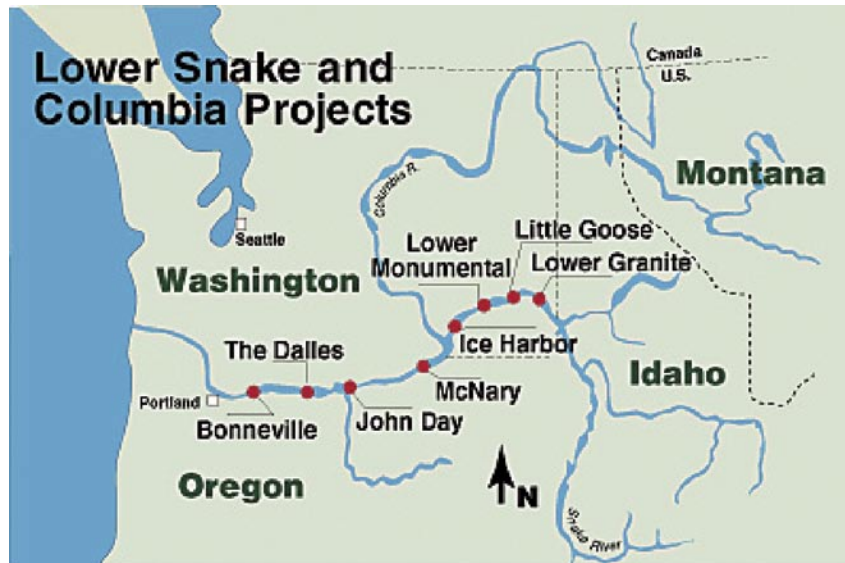 Lower Snake and
Columbia Projects
Canada
U.S.
Montana
Columbia R.
Seattle
Washington
Lower
Monumental
Little Goose
Lower Granite
Ice Harbor
The Dalles
McNary
Idaho
Portland
Bonneville
John Day
Oregon
N
Snake River